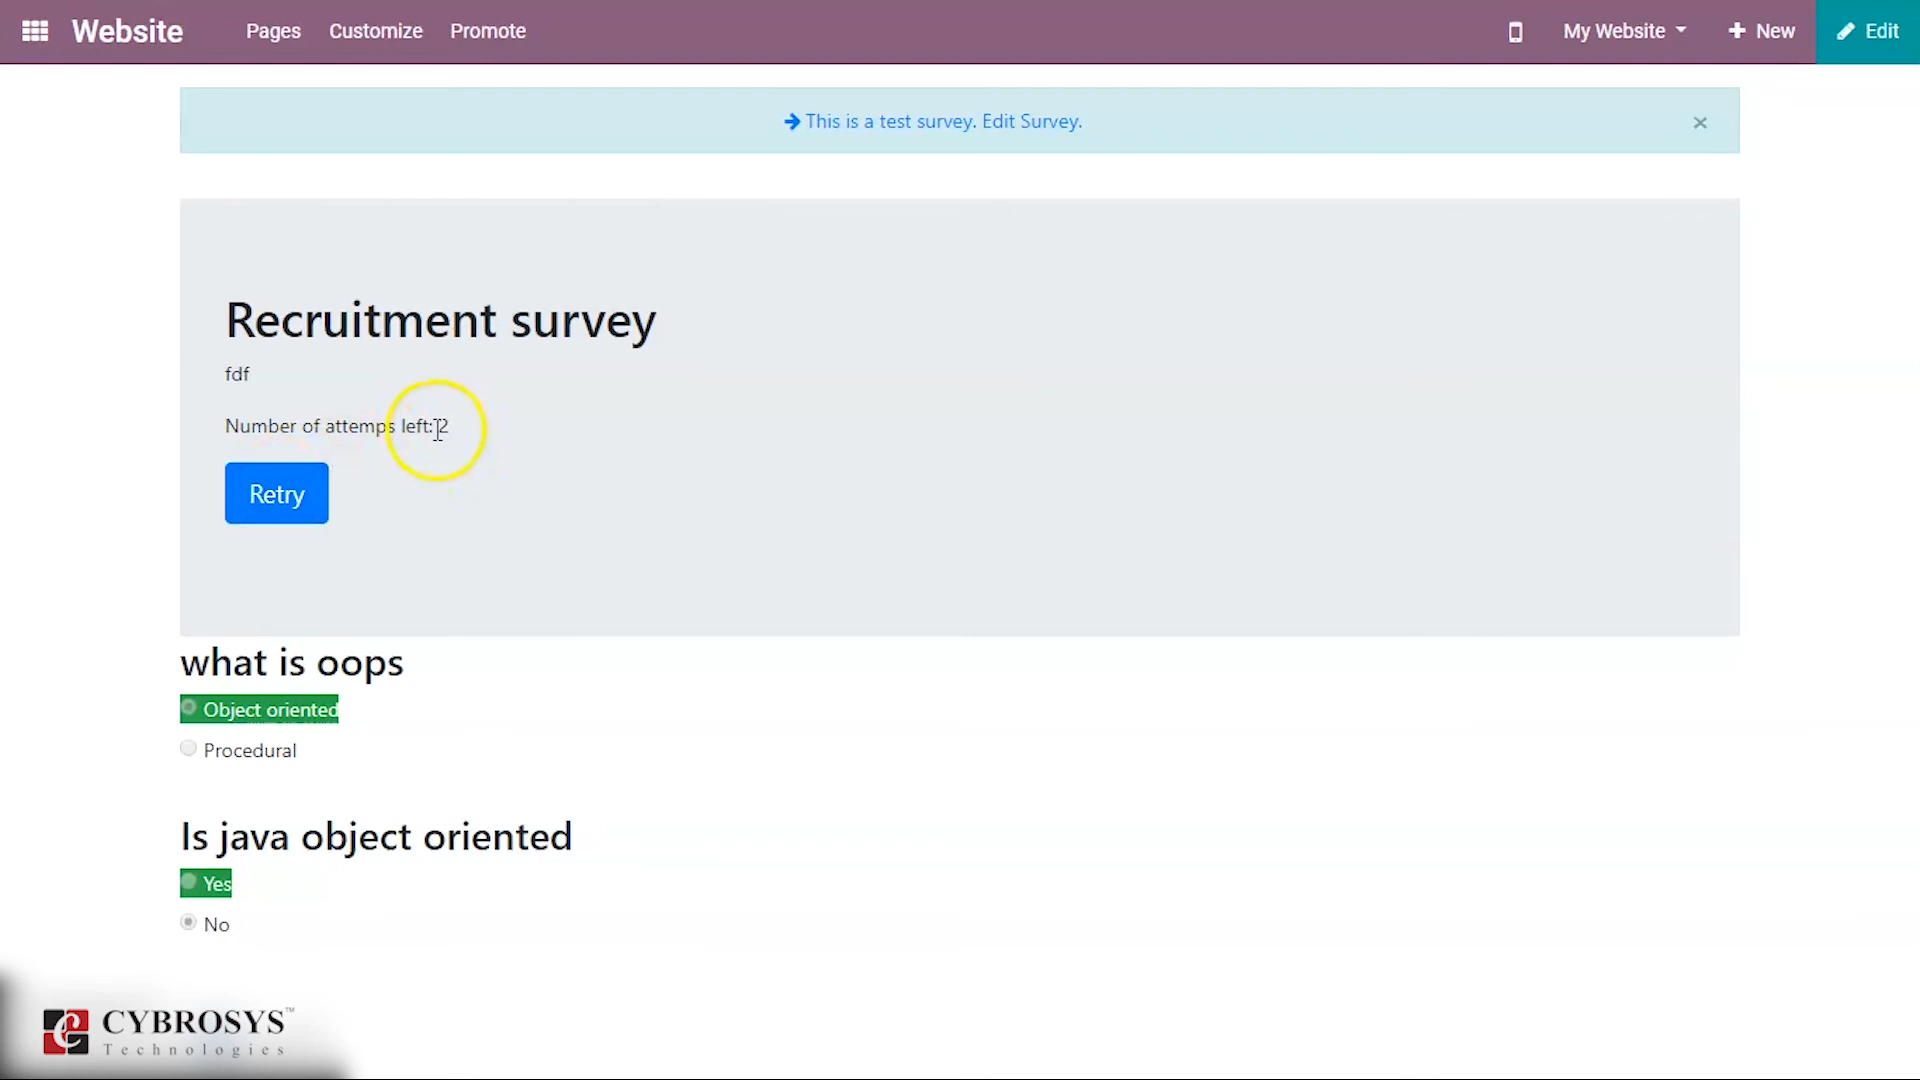 Website Pages Customize Promote My Website + New Edit
This is a test survey. Edit Survey. ×
Recruitment survey
fdf
Number of attemps left: 2
Retry
what is oops
Object oriented
Procedural
Is java object oriented
Yes
No
CYBROSYS™
Technologies